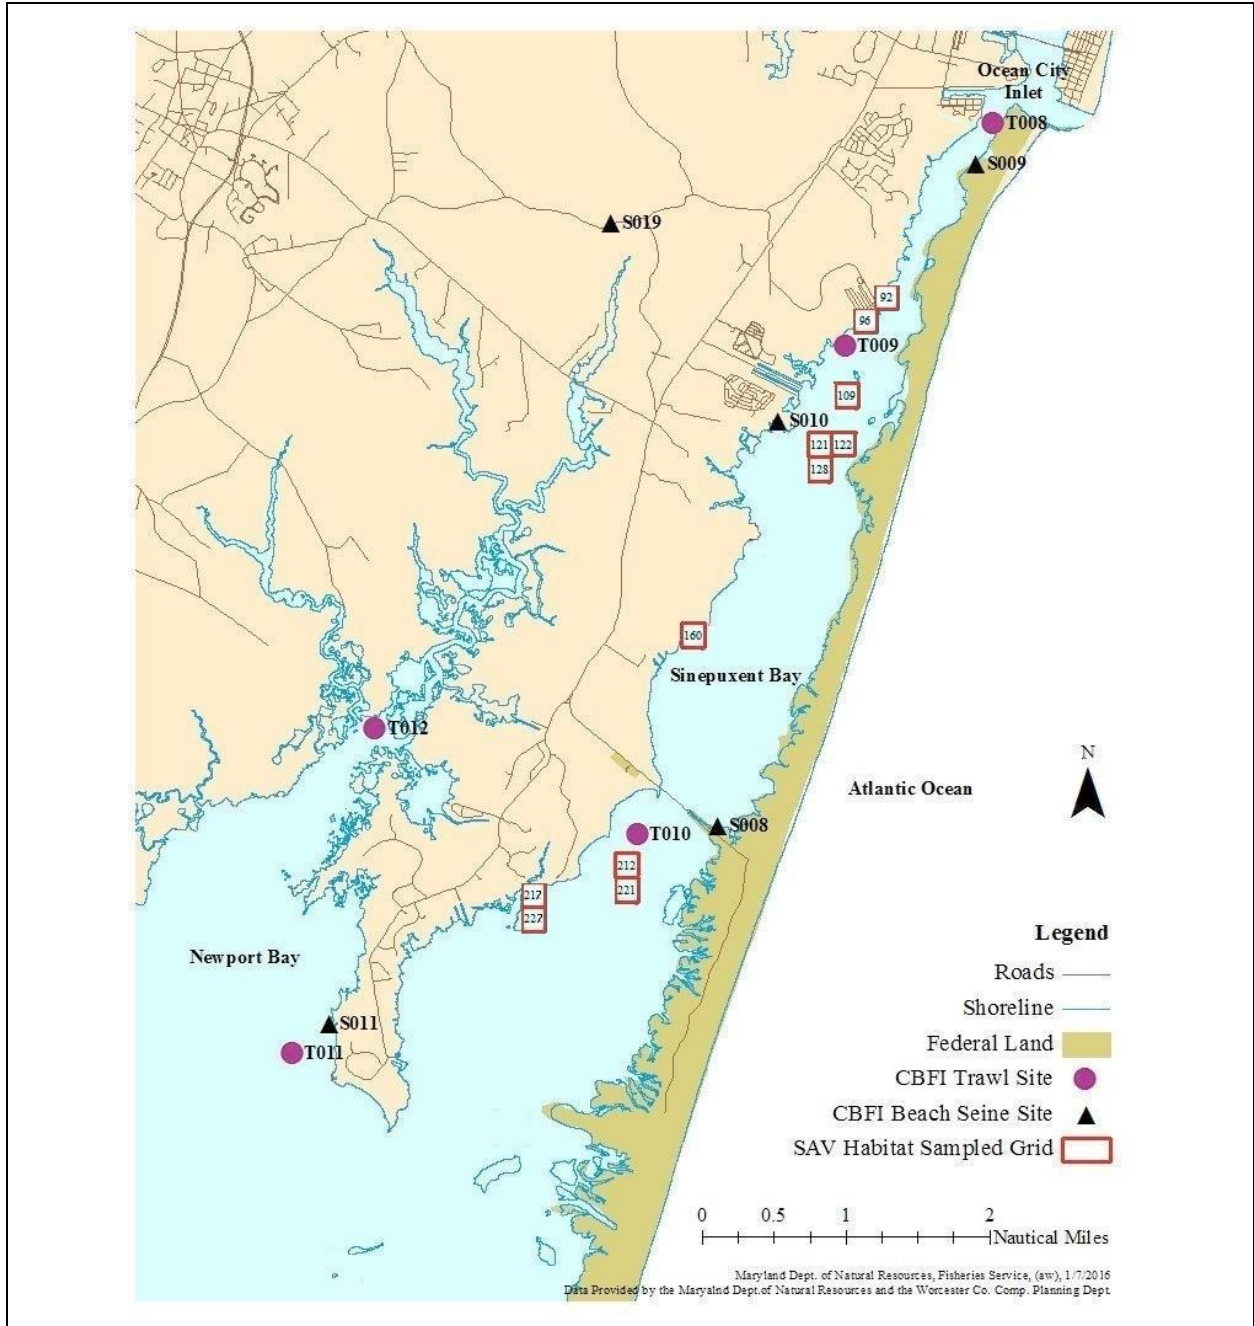 Ocean City
Inlet
T008
S009
S019
92
96
T009
109
S010
121
122
128
160
Sinepuxent Bay
T012
N
Atlantic Ocean
S008
T010
212
221
217
227
Legend
Newport Bay
Roads
Shoreline
S011
Federal Land
T011
CBFI Trawl Site
CBFI Beach Seine Site
SAV Habitat Sampled Grid
0 0.5 1 2
Nautical Miles
Maryland Dept. of Natural Resources, Fisheries Service, (aw), 1/7/2016
Data Provided by the Maryalnd Dept.of Natural Resources and the Worcester Co. Comp. Planning Dept.